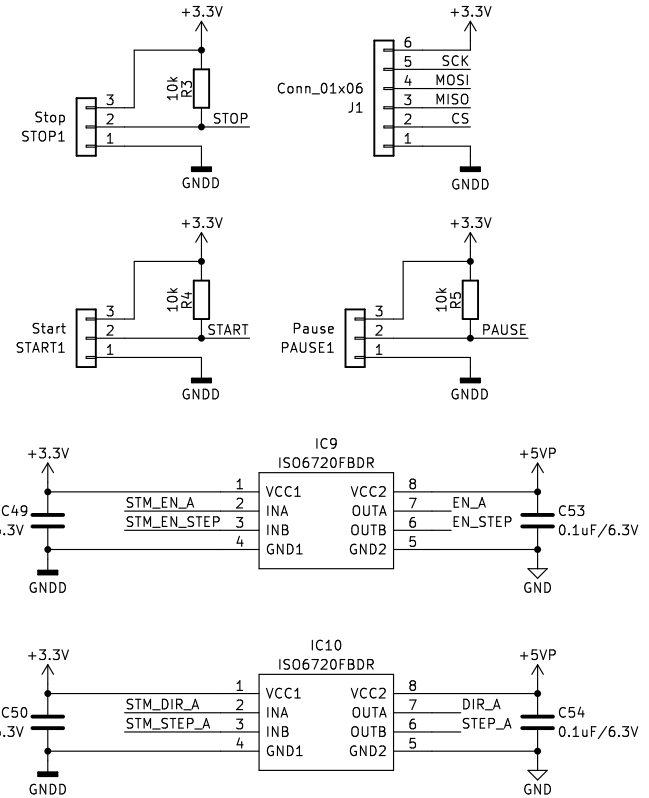 +3.3V
3
10k
R3
Stop
STOP1
2
STOP
1
GNDD
+3.3V
6
5
SCK
Conn_01x06
J1
4
MOSI
3
MISO
2
CS
1
GNDD
+3.3V
3
10k
R4
Start
START1
2
START
1
GNDD
+3.3V
3
10k
R5
Pause
PAUSE1
2
PAUSE
1
GNDD
IC9
ISO6720FBDR
+3.3V
+5VP
1
VCC1
VCC2
8
C49
STM_EN_A
2
INA
OUTA
7
EN_A
C53
.3V
STM_EN_STEP
3
INB
OUTB
6
EN_STEP
0.1uF/6.3V
4
GND1
GND2
5
GNDD
GND
IC10
ISO6720FBDR
+3.3V
+5VP
1
VCC1
VCC2
8
C50
STM_DIR_A
2
INA
OUTA
7
DIR_A
C54
.3V
STM_STEP_A
3
INB
OUTB
6
STEP_A
0.1uF/6.3V
4
GND1
GND2
5
GNDD
GND